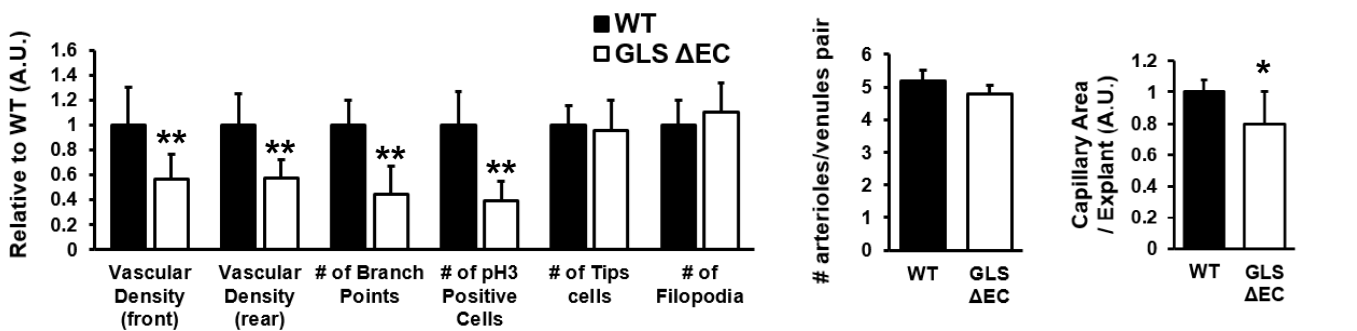 WT
GLS ΔEC
Relative to WT (A.U.)
1.6
1.4
1.2
1
0.8
0.6
0.4
0.2
0
**
**
**
**
Vascular
Density
(front)
Vascular
Density
(rear)
# of Branch
Points
# of pH3
Positive
Cells
# of Tips
cells
# of
Filopodia
# arterioles/venules pair
6
5
4
3
2
1
0
WT
GLS
ΔEC
Capillary Area
/ Explant (A.U.)
1.2
1
0.8
0.6
0.4
0.2
0
*
WT
GLS
ΔEC